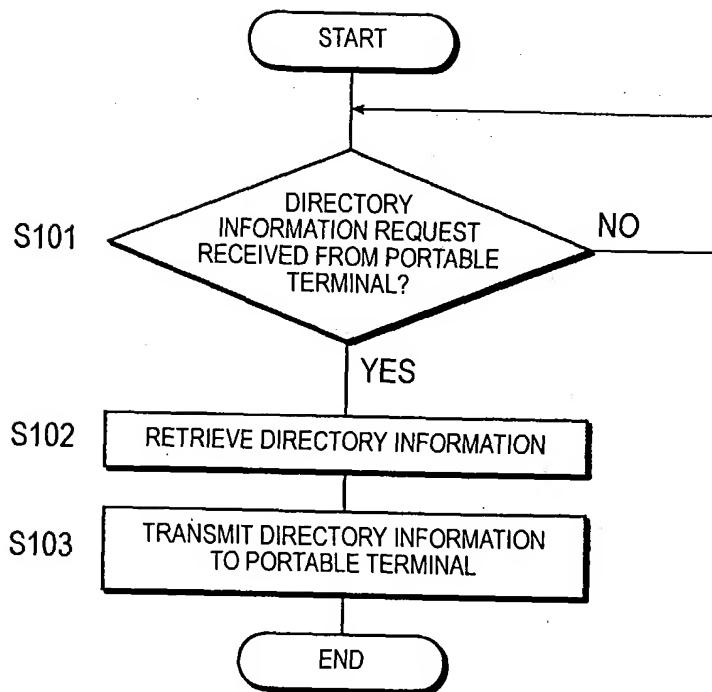 START
S101
DIRECTORY
INFORMATION REQUEST
RECEIVED FROM PORTABLE
TERMINAL?
NO
YES
S102
RETRIEVE DIRECTORY INFORMATION
S103
TRANSMIT DIRECTORY INFORMATION
TO PORTABLE TERMINAL
END